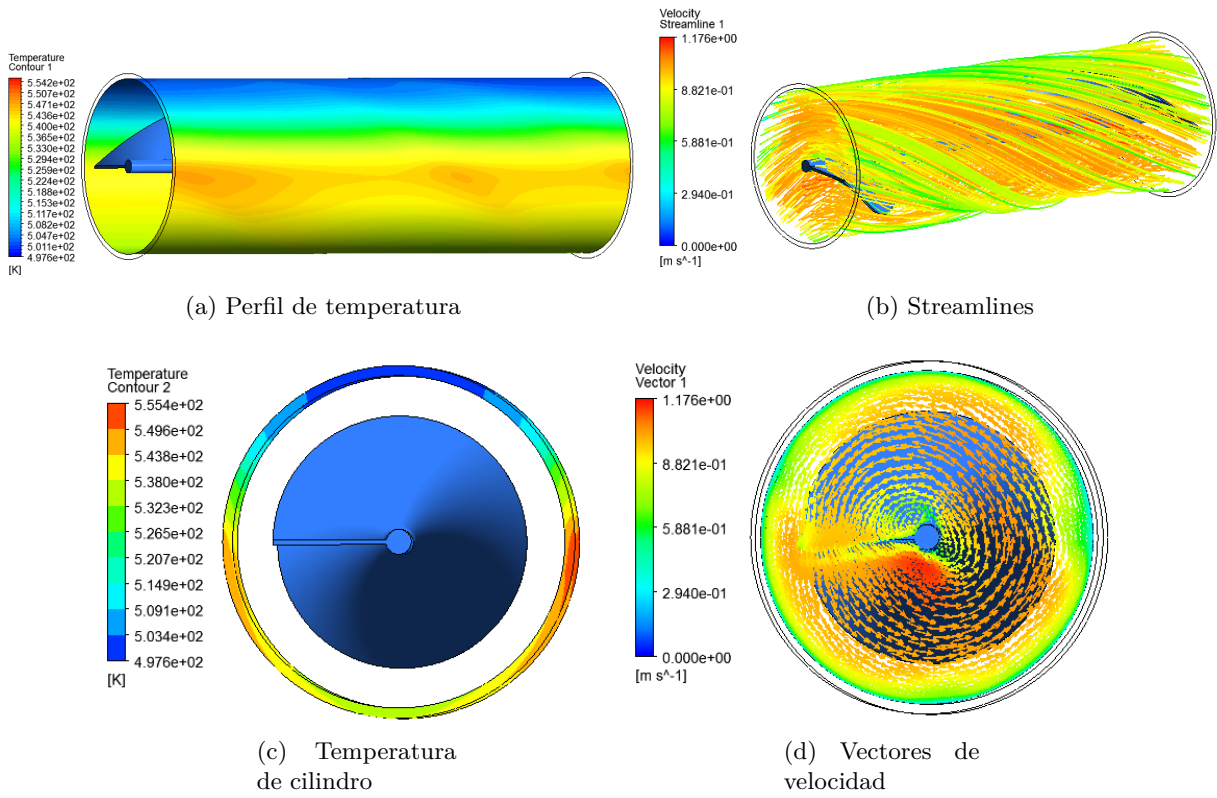 Temperature
Contour 1
5.542e+02
5.507e+02
5.471e+02
5.436e+02
5.400e+02
5.365e+02
5.330e+02
5.294e+02
5.259e+02
5.224e+02
5.188e+02
5.153e+02
5.117e+02
5.082e+02
5.047e+02
5.011e+02
4.976e+02
[K]
(a) Perfil de temperatura
Velocity
Streamline 1
1.176e+00
8.821e-01
5.881e-01
2.940e-01
0.000e+00
[m s^-1]
(b) Streamlines
Temperature
Contour 2
5.554e+02
5.496e+02
5.438e+02
5.380e+02
5.323e+02
5.265e+02
5.207e+02
5.149e+02
5.091e+02
5.034e+02
4.976e+02
[K]
(c) Temperatura
de cilindro
Velocity
Vector 1
1.176e+00
8.821e-01
5.881e-01
2.940e-01
0.000e+00
[m s^-1]
(d) Vectores de
velocidad